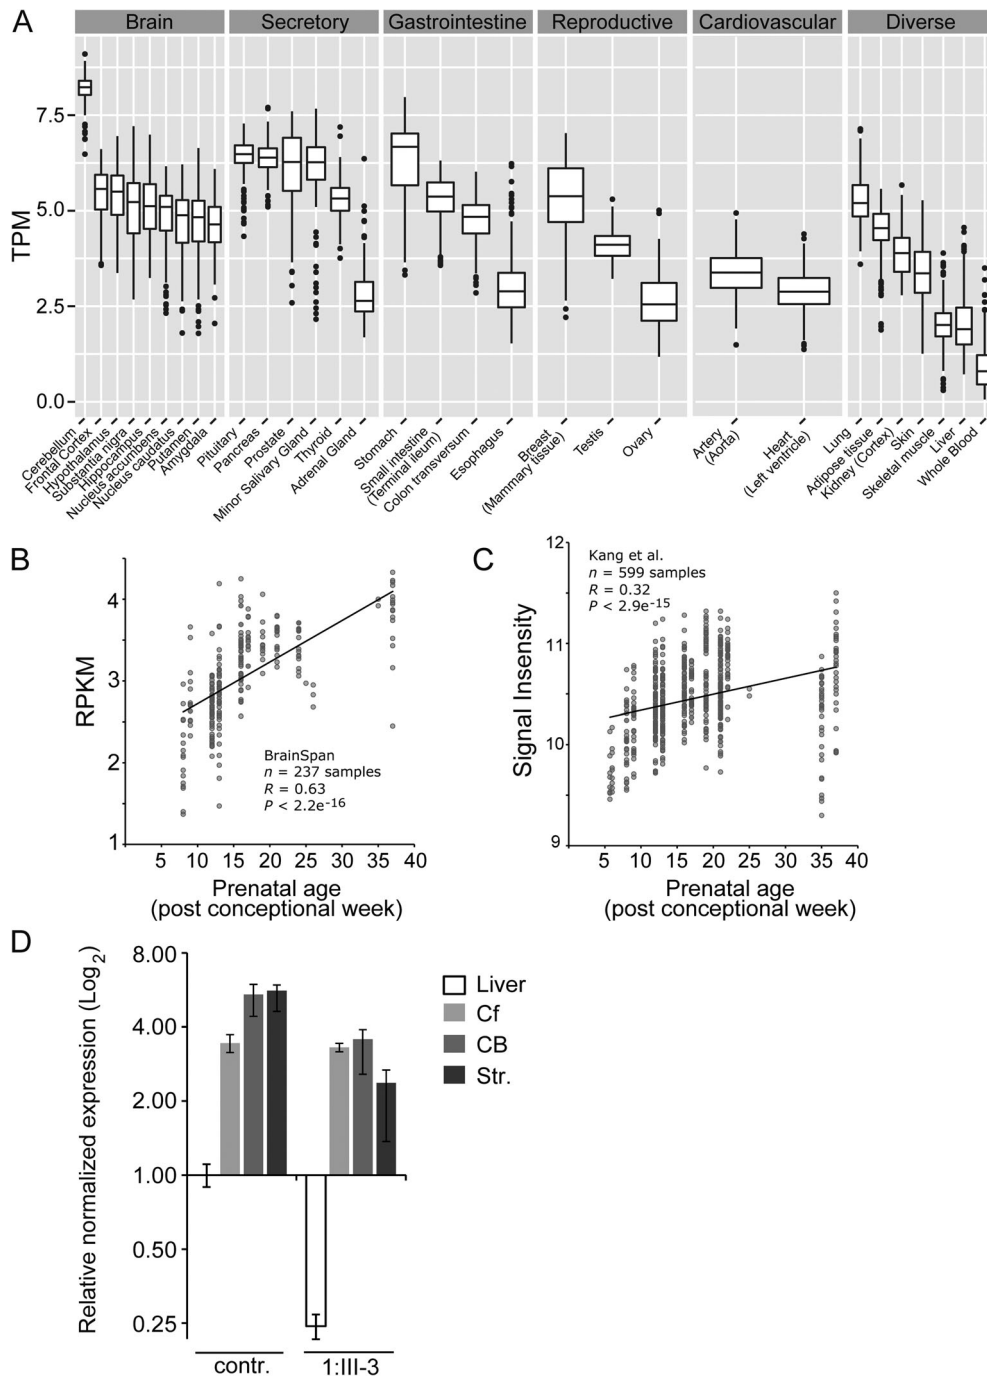 A
Brain Secretory Gastrointestine Reproductive Cardiovascular Diverse
TPM
7.5
5.0
2.5
0.0
Cerebellum
Frontal Cortex
Hypothalamus
Substantia nigra
Hippocampus
Nucleus accumbens
Nucleus caudatus
Putamen
Amygdala
Pituitary
Pancreas
Prostate
Minor Salivary Gland
Thyroid
Adrenal Gland
Stomach
Small intestine
(Terminal ileum)
Colon transversum
Esophagus
Breast
(Mammary tissue)
Testis
Ovary
Artery
(Aorta)
Heart
(Left ventricle)
Lung
Adipose tissue
Kidney (Cortex)
Skin
Skeletal muscle
Liver
Whole Blood
B
RPKM
4
3
2
1
BrainSpan
n = 237 samples
R = 0.63
P < 2.2e-16
5 10 15 20 25 30 35 40
Prenatal age
(post conceptional week)
C
Signal Insensity
12
11
10
9
Kang et al.
n = 599 samples
R = 0.32
P < 2.9e-15
5 10 15 20 25 30 35 40
Prenatal age
(post conceptional week)
D
Relative normalized expression (Log2)
8.00
4.00
2.00
1.00
0.50
0.25
contr. 1:III-3
Liver
Cf
CB
Str.